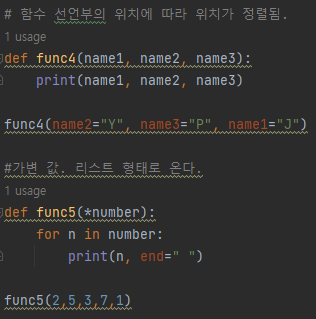 # 함수 선언부의 위치에 따라 위치가 정렬됨.
1 usage
def func4(name1, name2, name3):
    print(name1, name2, name3)
func4(name2="Y", name3="P", name1="J")
#가변 값. 리스트 형태로 온다.
1 usage
def func5(*number):
    for n in number:
        print(n, end=" ")
func5(2,5,3,7,1)